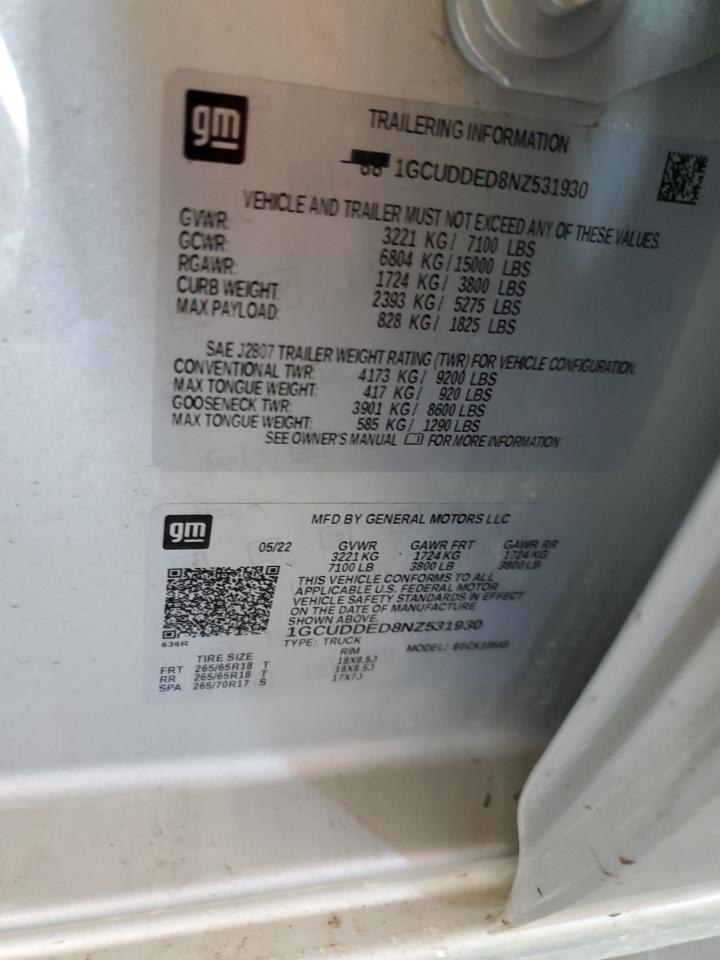 gm
TRAILERING INFORMATION
1GCUDDED8NZ531930
VEHICLE AND TRAILER MUST NOT EXCEED ANY OF THESE VALUES.
GVWR: 3221 KG/ 7100 LBS
GCWR: 6804 KG/15000 LBS
RGAWR: 1724 KG/ 3800 LBS
CURB WEIGHT: 2393 KG/ 5275 LBS
MAX PAYLOAD: 828 KG/ 1825 LBS
SAE J2807 TRAILER WEIGHT RATING (TWR) FOR VEHICLE CONFIGURATION.
CONVENTIONAL TWR: 4173 KG/ 9200 LBS
MAX TONGUE WEIGHT: 417 KG/ 920 LBS
GOOSENECK TWR: 3901 KG/ 8600 LBS
MAX TONGUE WEIGHT: 585 KG/ 1290 LBS
SEE OWNER'S MANUAL FOR MORE INFORMATION
gm
MFD BY GENERAL MOTORS LLC
05/22 GVWR GAWR FRT GAWR RR
3221 KG 1724 KG 1724 KG
7100 LB 3800 LB 3800 LB
THIS VEHICLE CONFORMS TO ALL
APPLICABLE U.S. FEDERAL MOTOR
VEHICLE SAFETY STANDARDS IN EFFECT
ON THE DATE OF MANUFACTURE
SHOWN ABOVE.
1GCUDDED8NZ531930
636R
TYPE: TRUCK MODEL:
TIRE SIZE RIM
FRT 265/65R18 T 18X8.5J
RR 265/65R18 T 18X8.5J
SPA 265/70R17 S 17X7J